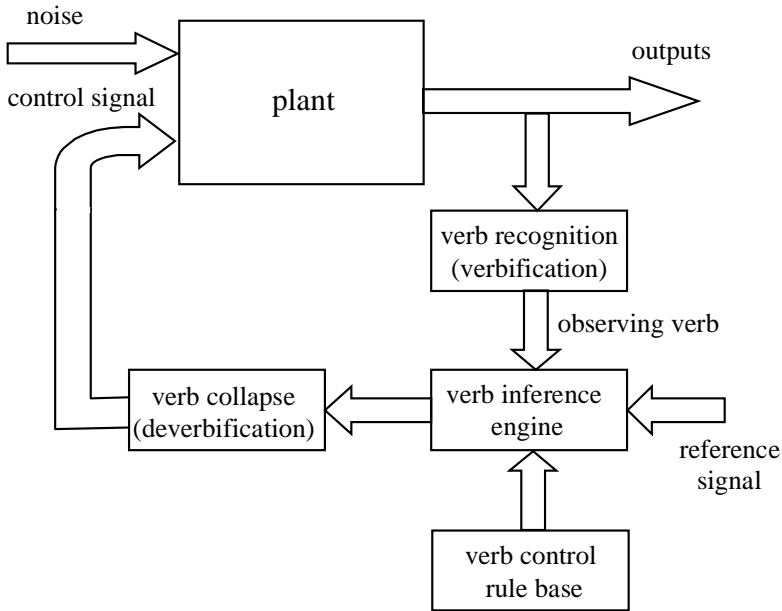 noise
outputs
control signal
plant
verb recognition
(verbification)
observing verb
verb collapse
(deverbification)
verb inference
engine
reference
signal
verb control
rule base